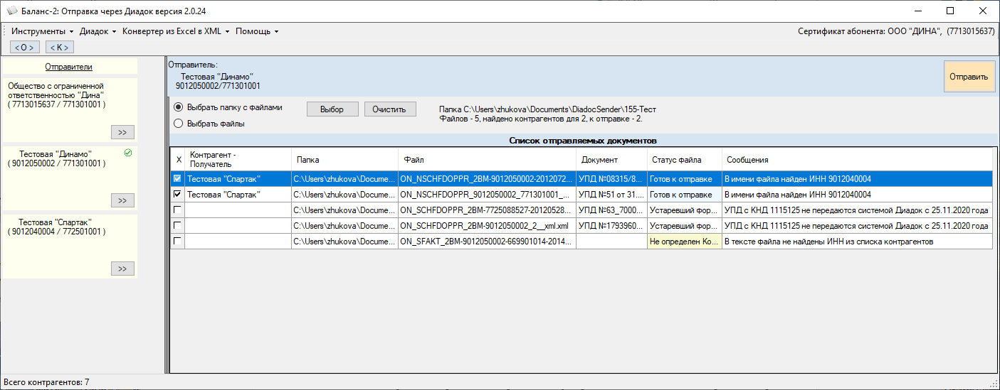 Баланс-2: Отправка через Диадок версия 2.0.24
Инструменты Диадок Конвертер из Excel в XML Помощь Сертификат абонента: ООО "ДИНА", (7713015637)
< O > < K >
Отправители
Общество с ограниченной
ответственностью "Дина"
( 7713015637 / 771301001 )
>>
Тестовая "Динамо"
( 9012050002 / 771301001 )
>>
Тестовая "Спартак"
( 9012040004 / 772501001 )
>>
Отправитель:
Тестовая "Динамо"
9012050002/771301001
Отправить
Выбрать папку с файлами
Выбрать файлы
Выбор Очистить
Папка C:\Users\zhukova\Documents\DiadocSender\155-Тест
Файлов - 5, найдено контрагентов для 2, к отправке - 2.
Список отправляемых документов
X Контрагент - Получатель Папка Файл Документ Статус файла Сообщения
Тестовая "Спартак" C:\Users\zhukova\Docume... ON_NSCHFDOPPR_2BM-9012050002-2012072... УПД №08315/8... Готов к отправке В имени файла найден ИНН 9012040004
Тестовая "Спартак" C:\Users\zhukova\Docume... ON_NSCHFDOPPR_9012050002_771301001_... УПД №51 от 31.... Готов к отправке В имени файла найден ИНН 9012040004
C:\Users\zhukova\Docume... ON_SCHFDOPPR_2BM-7725088527-20120528... УПД №63_7000... Устаревший фор... УПД с КНД 1115125 не передаются системой Диадок с 25.11.2020 года
C:\Users\zhukova\Docume... ON_SCHFDOPPR_2BM-9012050002_2__xml.xml УПД №1793960... Устаревший фор... УПД с КНД 1115125 не передаются системой Диадок с 25.11.2020 года
C:\Users\zhukova\Docume... ON_SFAKT_2BM-9012050002-669901014-2014... Не определен Ко... В тексте файла не найдены ИНН из списка контрагентов
Всего контрагентов: 7